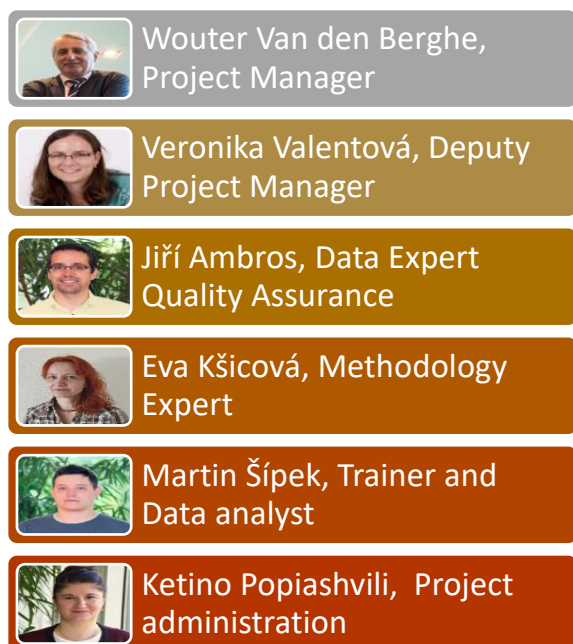 Wouter Van den Berghe,
Project Manager
Veronika Valentová, Deputy
Project Manager
Jiří Ambros, Data Expert
Quality Assurance
Eva Kšicová, Methodology
Expert
Martin Šípek, Trainer and
Data analyst
Ketino Popiashvili,  Project
administration